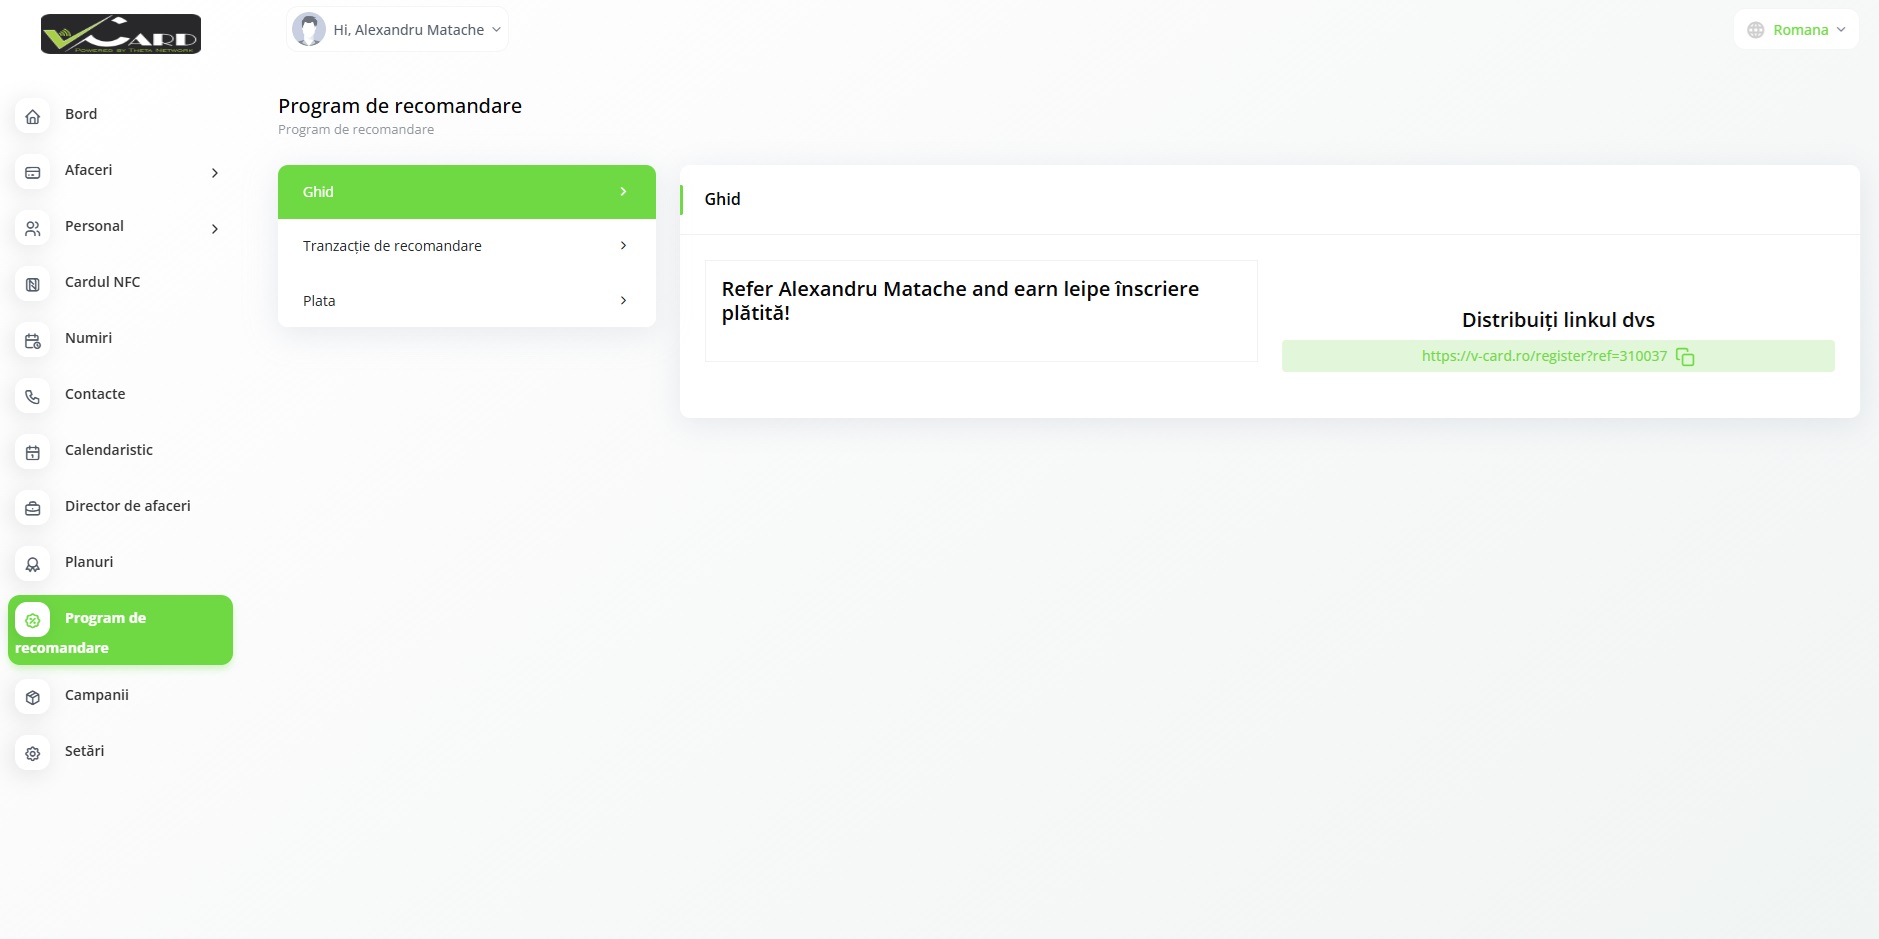 VCARD
POWERED BY THETA NETWORK
Hi, Alexandru Matache
Romana
Bord
Afaceri
Personal
Cardul NFC
Numiri
Contacte
Calendaristic
Director de afaceri
Planuri
Program de
recomandare
Campanii
Setări
Program de recomandare
Program de recomandare
Ghid
Tranzacție de recomandare
Plata
Ghid
Refer Alexandru Matache and earn leipe înscriere
plătită!
Distribuiți linkul dvs
https://v-card.ro/register?ref=310037